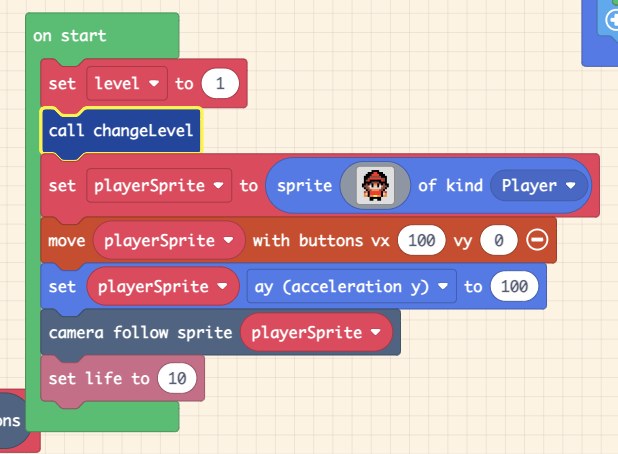 on start
set level to 1
call changeLevel
set playerSprite to sprite of kind Player
move playerSprite with buttons vx 100 vy 0
set playerSprite ay (acceleration y) to 100
camera follow sprite playerSprite
set life to 10